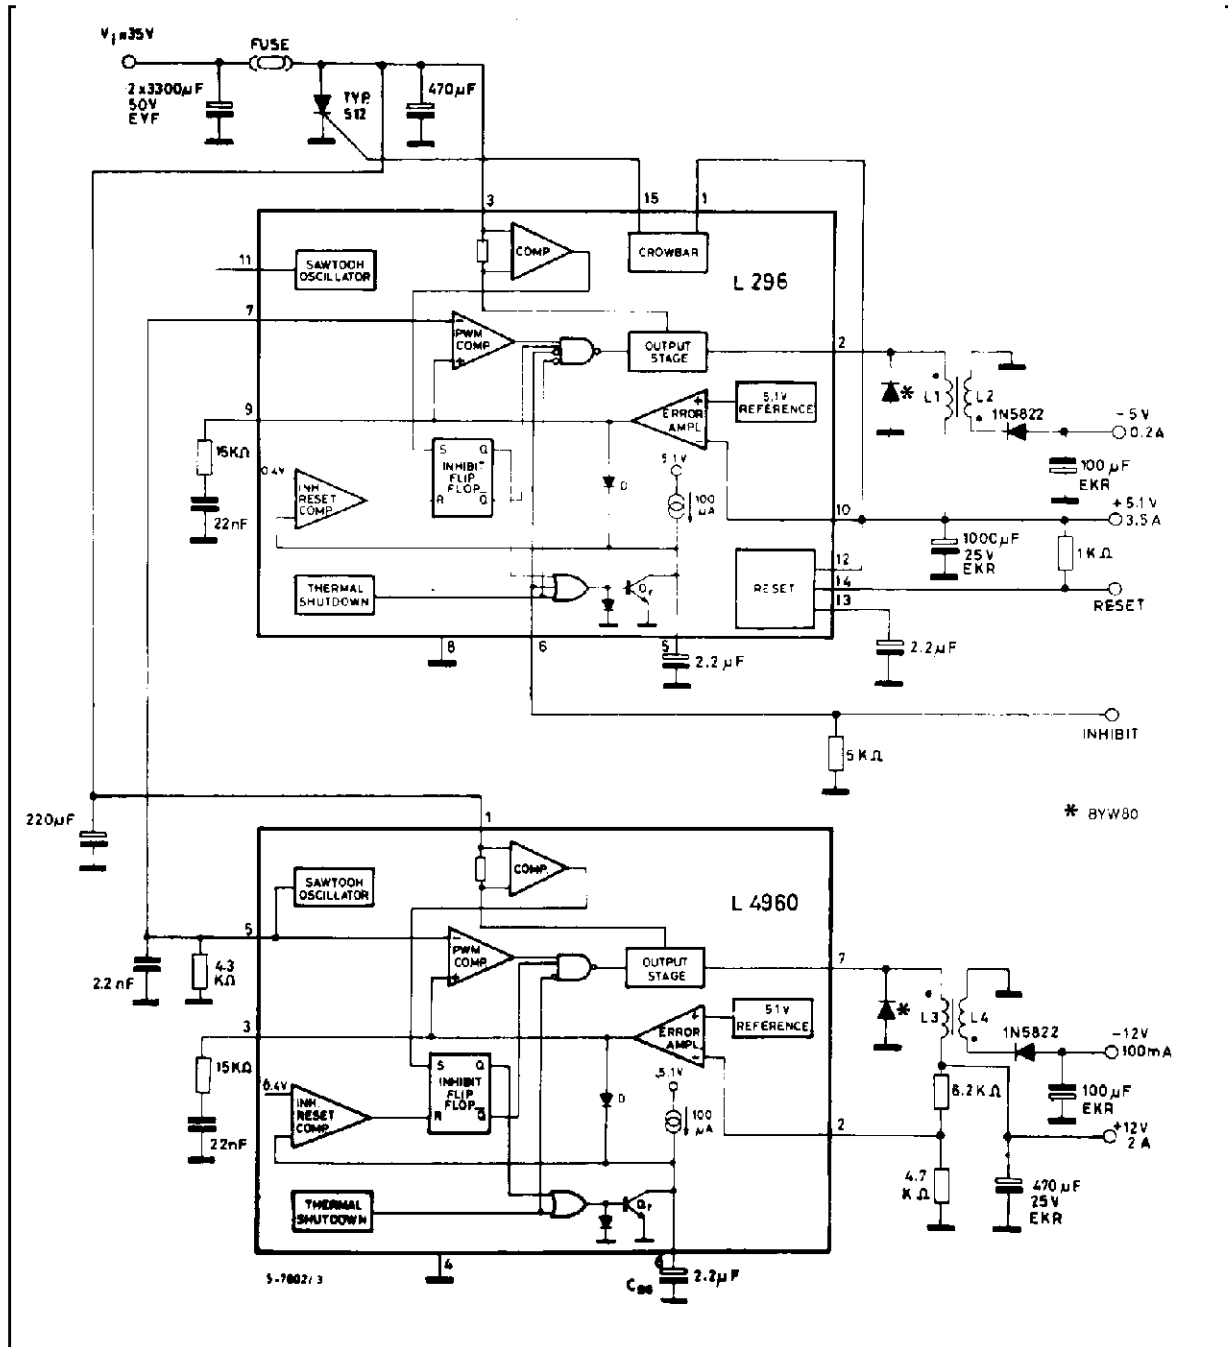 Vi=35V
FUSE
2x3300µF
50V
EYF
TYP
512
470µF
3
15
1
11
SAWTOOH
OSCILLATOR
COMP
CROWBAR
L 296
7
PWM
COMP
OUTPUT
STAGE
2
*
L1
L2
1N5822
-5V
0.2A
9
ERROR
AMPL
5.1V
REFERENCE
100µF
EKR
15KΩ
22nF
0.4V
INH
RESET
COMP
S
Q
INHIBIT
FLIP
FLOP
R
Q
D
5.1V
100
µA
10
+5.1V
3.5A
1000µF
25V
EKR
1KΩ
12
14
13
RESET
RESET
THERMAL
SHUTDOWN
Qr
8
6
5
2.2µF
2.2µF
INHIBIT
5KΩ
* BYW80
220µF
1
SAWTOOH
OSCILLATOR
COMP
L 4960
5
2.2nF
4.3
KΩ
PWM
COMP
OUTPUT
STAGE
7
*
L3
L4
1N5822
-12V
100mA
3
ERROR
AMPL
5.1V
REFERENCE
100µF
EKR
15KΩ
22nF
0.4V
INH.
RESET
COMP
S
Q
INHIBIT
FLIP
FLOP
R
Q
D
5.1V
100
µA
2
6.2KΩ
+12V
2A
4.7
KΩ
470µF
25V
EKR
THERMAL
SHUTDOWN
Qr
4
6
Css
2.2µF
S-7802/3